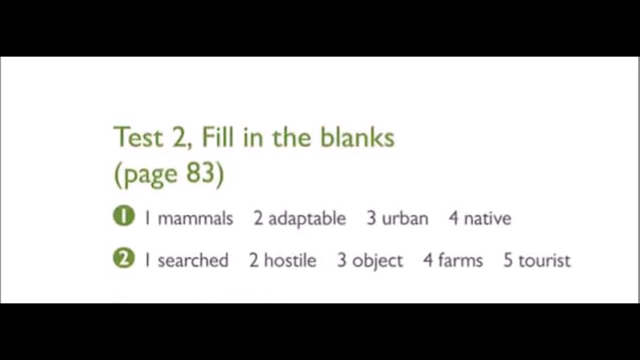 Test 2, Fill in the blanks
(page 83)
1 1 mammals 2 adaptable 3 urban 4 native
2 1 searched 2 hostile 3 object 4 farms 5 tourist